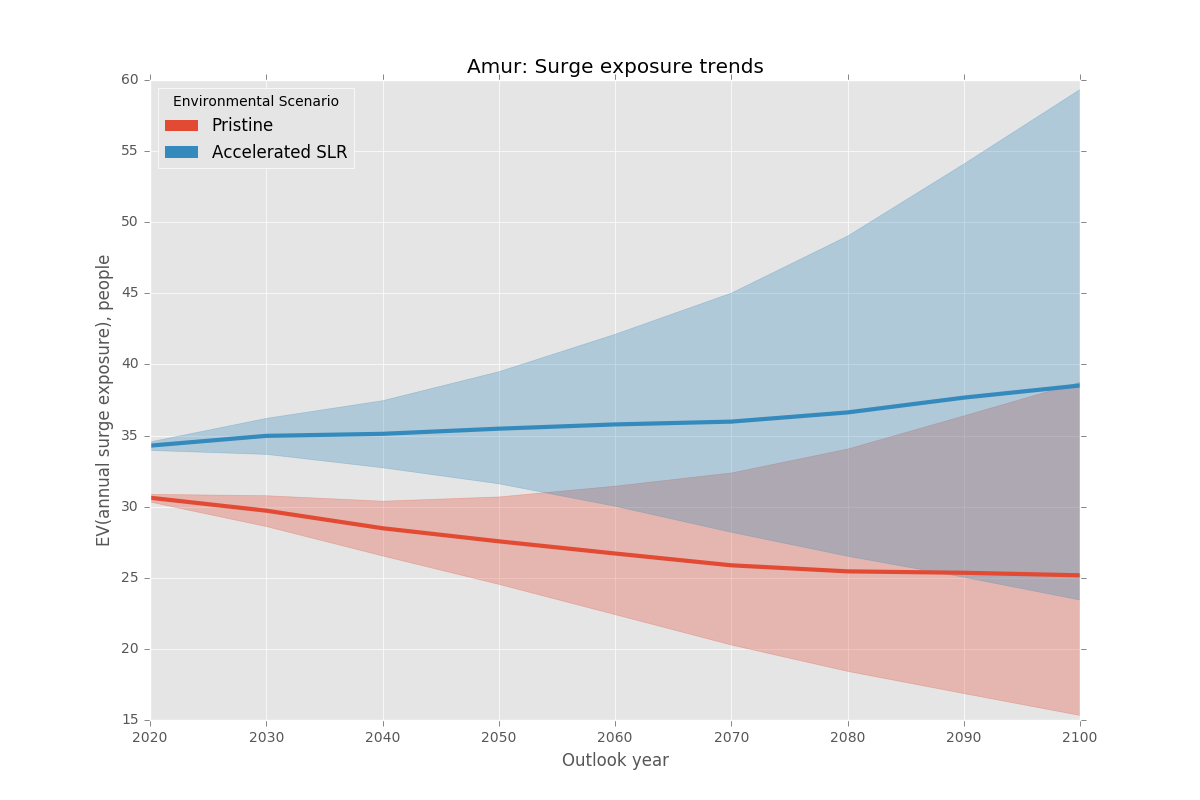 Amur: Surge exposure trends
Environmental Scenario
Pristine
Accelerated SLR
EV(annual surge exposure), people
60
55
50
45
40
35
30
25
20
15
2020 2030 2040 2050 2060 2070 2080 2090 2100
Outlook year